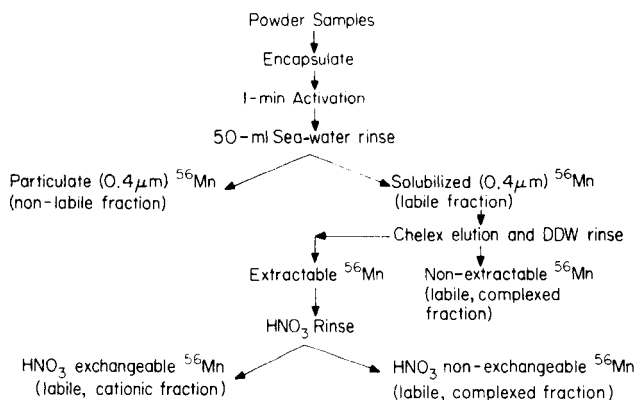 Powder Samples
Encapsulate
1-min Activation
50-ml Sea-water rinse
Particulate (0.4μm) ⁵⁶Mn
(non-labile fraction)
Solubilized (0.4μm) ⁵⁶Mn
(labile fraction)
Chelex elution and DDW rinse
Extractable ⁵⁶Mn
Non-extractable ⁵⁶Mn
(labile, complexed
fraction)
HNO₃ Rinse
HNO₃ exchangeable ⁵⁶Mn
(labile, cationic fraction)
HNO₃ non-exchangeable ⁵⁶Mn
(labile, complexed fraction)